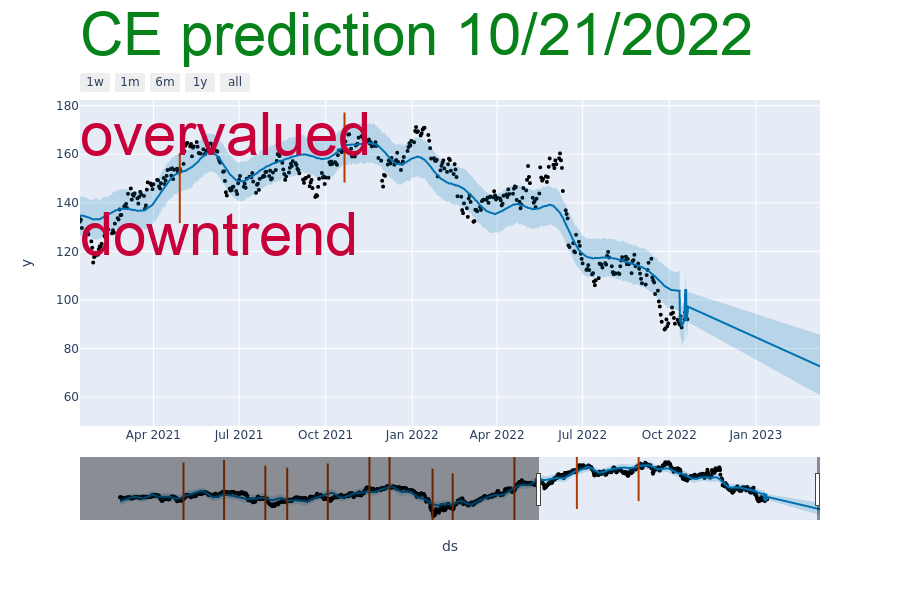 CE prediction 10/21/2022
1w 1m 6m 1y all
180
overvalued
160
140
downtrend
120
y
100
80
60
Apr 2021 Jul 2021 Oct 2021 Jan 2022 Apr 2022 Jul 2022 Oct 2022 Jan 2023
ds